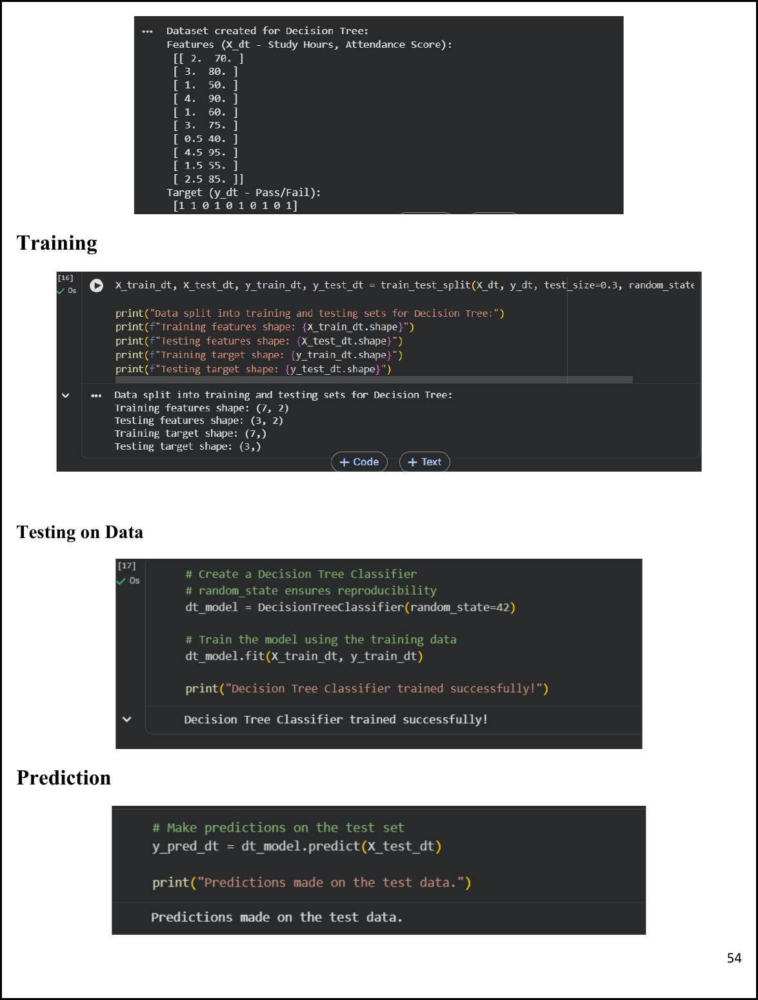 ... Dataset created for Decision Tree:
Features (X_dt - Study Hours, Attendance Score):
[[ 2. 70. ]
[ 3. 80. ]
[ 1. 50. ]
[ 4. 90. ]
[ 1. 60. ]
[ 3. 75. ]
[ 0.5 40. ]
[ 4.5 95. ]
[ 1.5 55. ]
[ 2.5 85. ]]
Target (y_dt - Pass/Fail):
[1 1 0 1 0 1 0 1 0 1]
Training
[16]
0s
X_train_dt, X_test_dt, y_train_dt, y_test_dt = train_test_split(X_dt, y_dt, test_size=0.3, random_state
print("Data split into training and testing sets for Decision Tree:")
print(f"Training features shape: {X_train_dt.shape}")
print(f"Testing features shape: {X_test_dt.shape}")
print(f"Training target shape: {y_train_dt.shape}")
print(f"Testing target shape: {y_test_dt.shape}")
... Data split into training and testing sets for Decision Tree:
Training features shape: (7, 2)
Testing features shape: (3, 2)
Training target shape: (7,)
Testing target shape: (3,)
+ Code + Text
Testing on Data
[17]
0s
# Create a Decision Tree Classifier
# random_state ensures reproducibility
dt_model = DecisionTreeClassifier(random_state=42)
# Train the model using the training data
dt_model.fit(X_train_dt, y_train_dt)
print("Decision Tree Classifier trained successfully!")
Decision Tree Classifier trained successfully!
Prediction
# Make predictions on the test set
y_pred_dt = dt_model.predict(X_test_dt)
print("Predictions made on the test data.")
Predictions made on the test data.
54